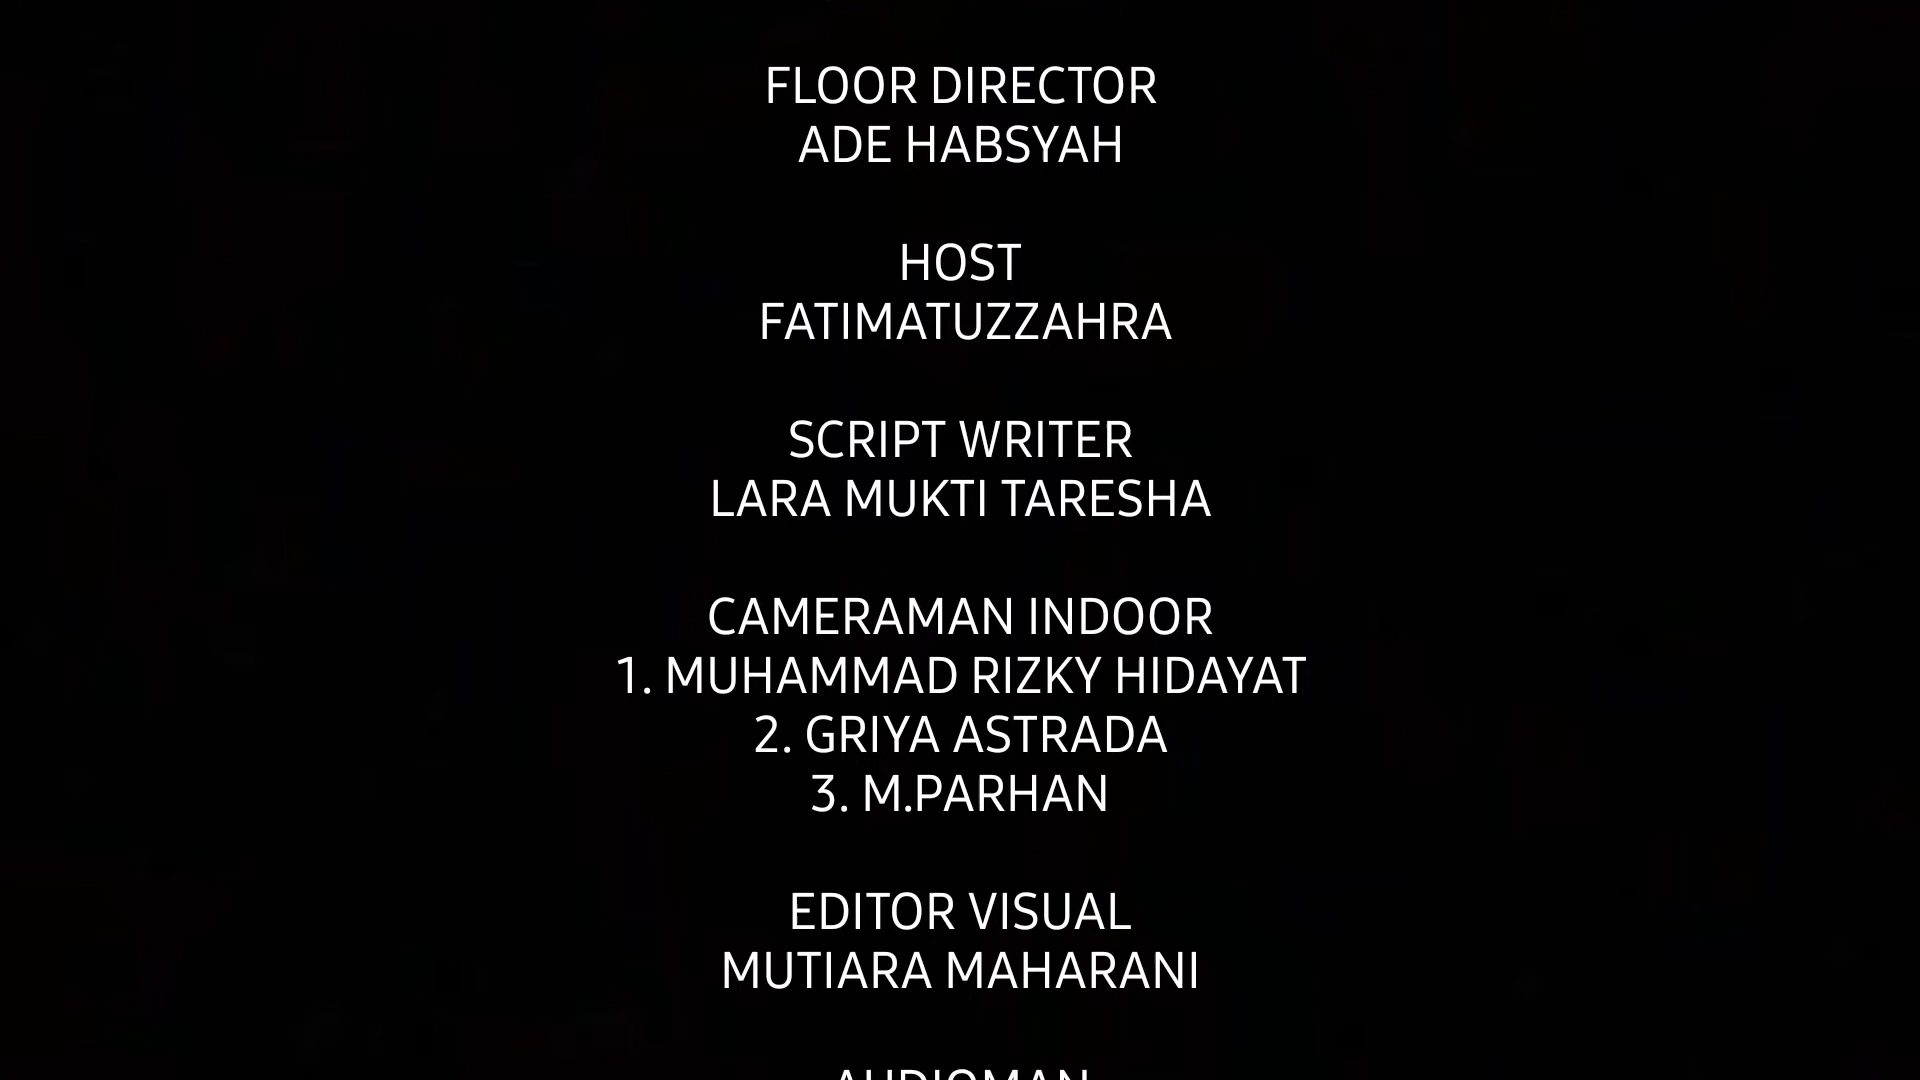 FLOOR DIRECTOR
ADE HABSYAH
HOST
FATIMATUZZAHRA
SCRIPT WRITER
LARA MUKTI TARESHA
CAMERAMAN INDOOR
1. MUHAMMAD RIZKY HIDAYAT
2. GRIYA ASTRADA
3. M.PARHAN
EDITOR VISUAL
MUTIARA MAHARANI
AUDIOMAN